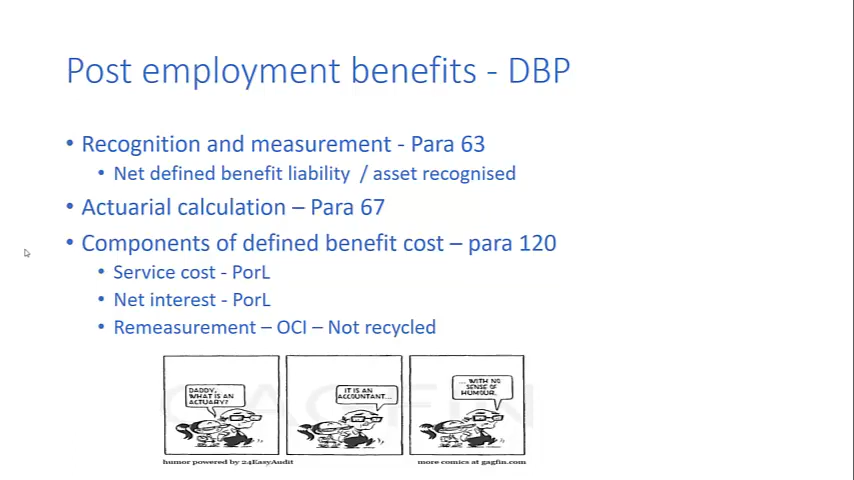 Post employment benefits - DBP
• Recognition and measurement - Para 63
• Net defined benefit liability / asset recognised
• Actuarial calculation – Para 67
• Components of defined benefit cost – para 120
• Service cost - PorL
• Net interest - PorL
• Remeasurement – OCI – Not recycled
DADDY,
WHAT IS AN
ACTUARY?
IT IS AN
ACCOUNTANT...
... WITH NO
SENSE OF
HUMOUR.
GAGFIN
humor powered by 24EasyAudit
more comics at gagfin.com